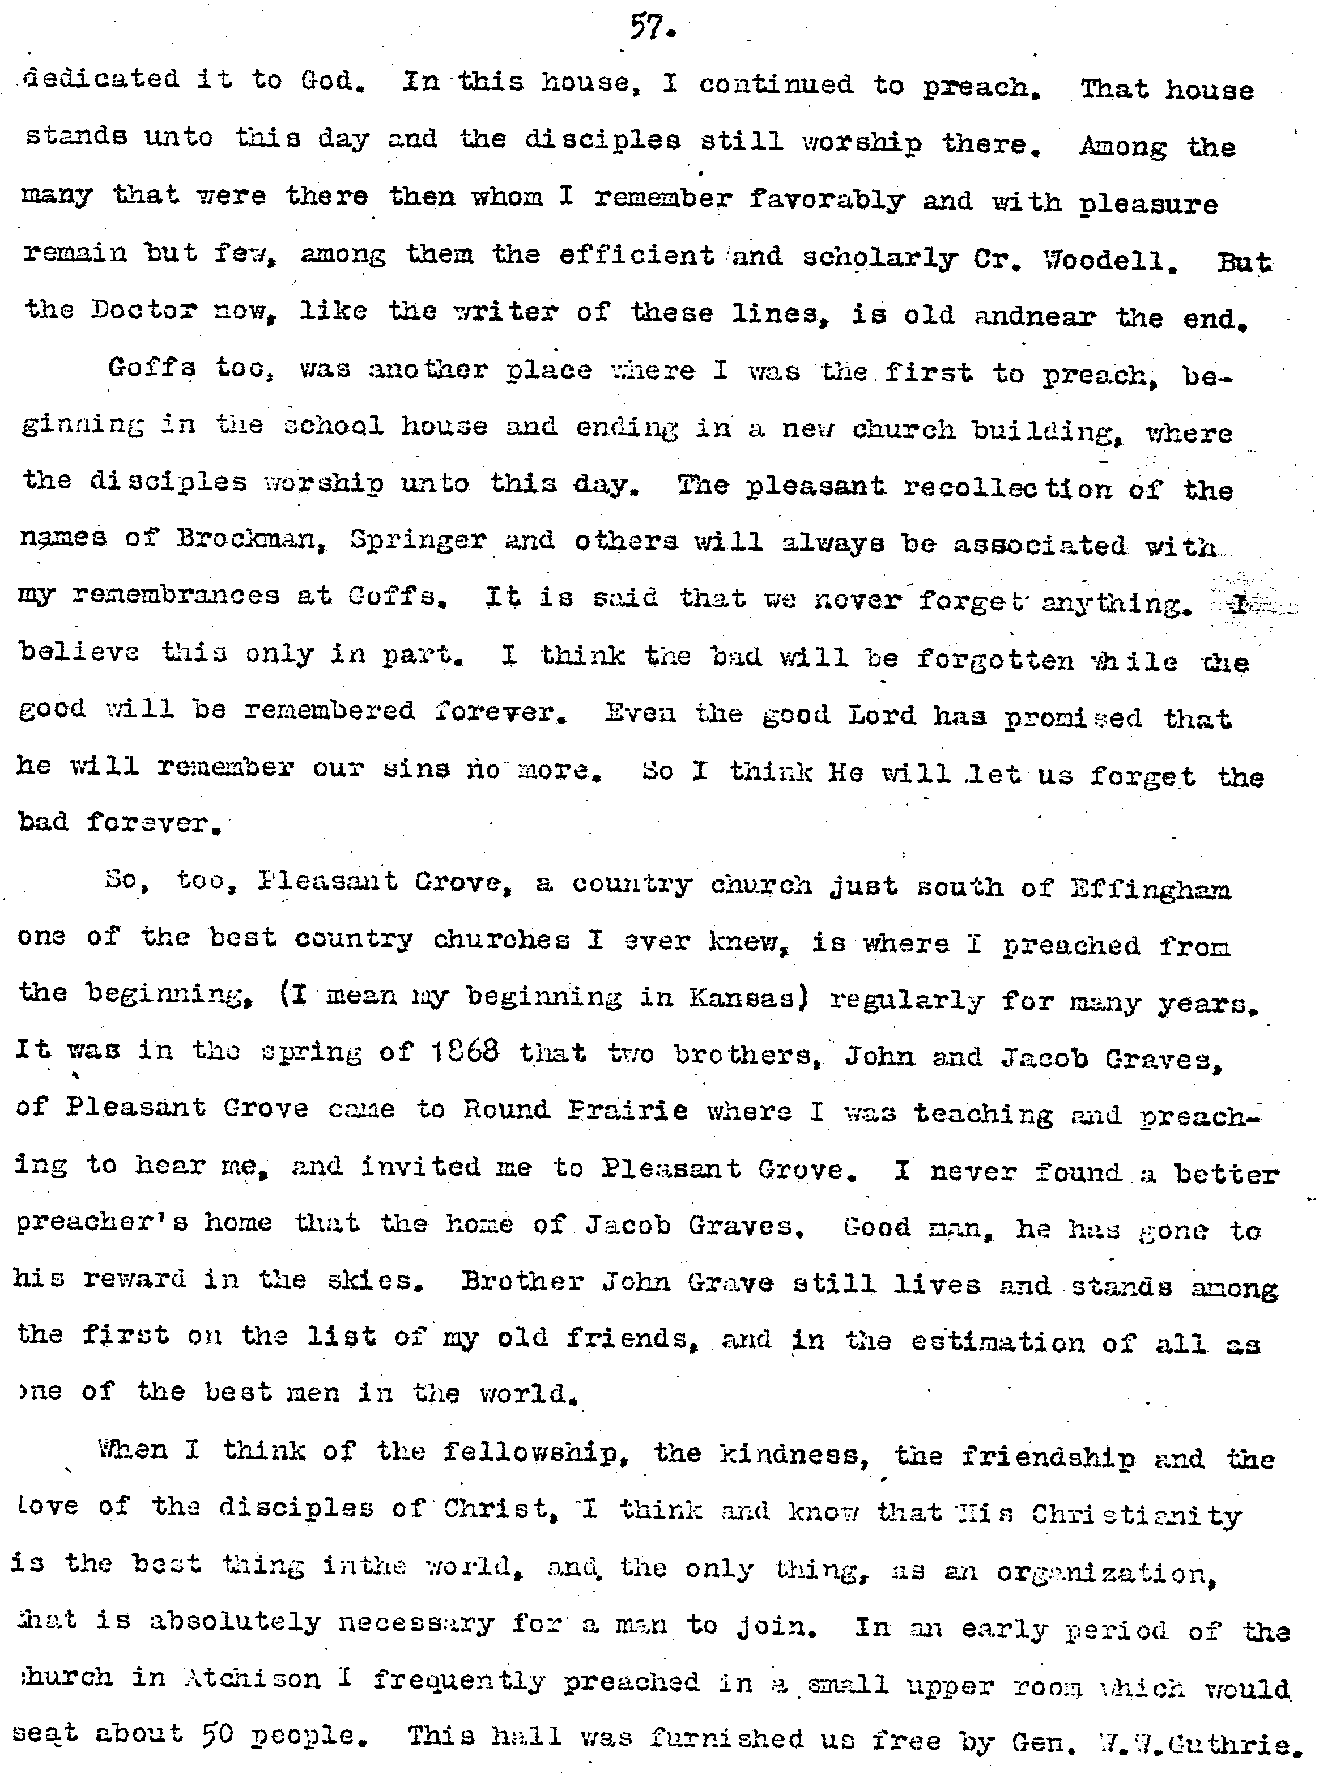 57.
dedicated it to God. In this house, I continued to preach. That house
stands unto this day and the disciples still worship there. Among the
many that were there then whom I remember favorably and with pleasure
remain but few, among them the efficient and scholarly Cr. Woodell. But
the Doctor now, like the writer of these lines, is old andnear the end.
Goffs too, was another place where I was the first to preach, be-
ginning in the school house and ending in a new church building, where
the disciples worship unto this day. The pleasant recollection of the
names of Brockman, Springer and others will always be associated with
my remembrances at Goffs. It is said that we never forget anything. I
believe this only in part. I think the bad will be forgotten while the
good will be remembered forever. Even the good Lord has promised that
he will remember our sins no more. So I think He will let us forget the
bad forever.
So, too, Pleasant Grove, a country church just south of Effingham
one of the best country churches I ever knew, is where I preached from
the beginning, (I mean my beginning in Kansas) regularly for many years.
It was in the spring of 1868 that two brothers, John and Jacob Graves,
of Pleasant Grove came to Round Prairie where I was teaching and preach-
ing to hear me, and invited me to Pleasant Grove. I never found a better
preacher's home that the home of Jacob Graves. Good man, he has gone to
his reward in the skies. Brother John Grave still lives and stands among
the first on the list of my old friends, and in the estimation of all as
one of the best men in the world.
When I think of the fellowship, the kindness, the friendship and the
Love of the disciples of Christ, I think and know that His Christianity
is the best thing inthe world, and the only thing, as an organization,
that is absolutely necessary for a man to join. In an early period of the
church in Atchison I frequently preached in a small upper room which would
seat about 50 people. This hall was furnished us free by Gen. W.W.Guthrie.